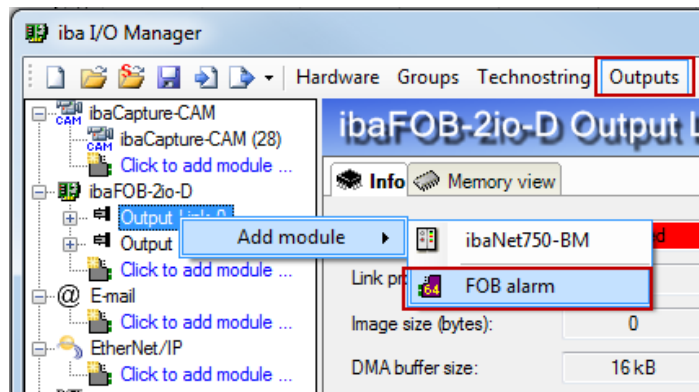 iba I/O Manager
Hardware Groups Technostring Outputs
CAM ibaCapture-CAM
CAM ibaCapture-CAM (28)
Click to add module ...
ibaFOB-2io-D
Output Link 0
Output
Click to add module ...
@ E-mail
Click to add module ...
EtherNet/IP
Click to add module ...
ibaFOB-2io-D Output L
Info Memory view
Add module
ibaNet750-BM
64 FOB alarm
Link pr
Image size (bytes): 0
DMA buffer size: 16 kB